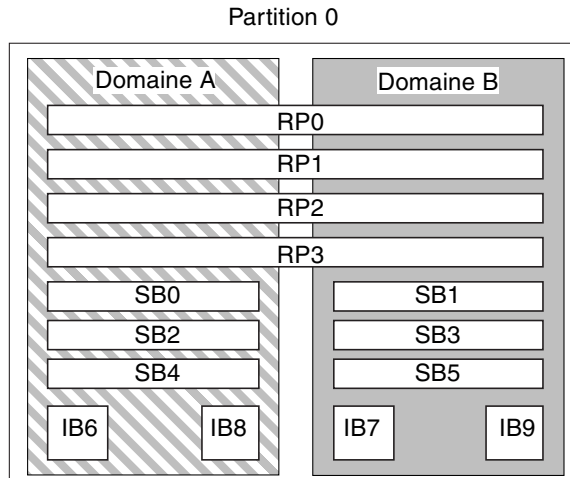 Partition 0
Domaine A
Domaine B
RP0
RP1
RP2
RP3
SB0
SB1
SB2
SB3
SB4
SB5
IB6
IB8
IB7
IB9